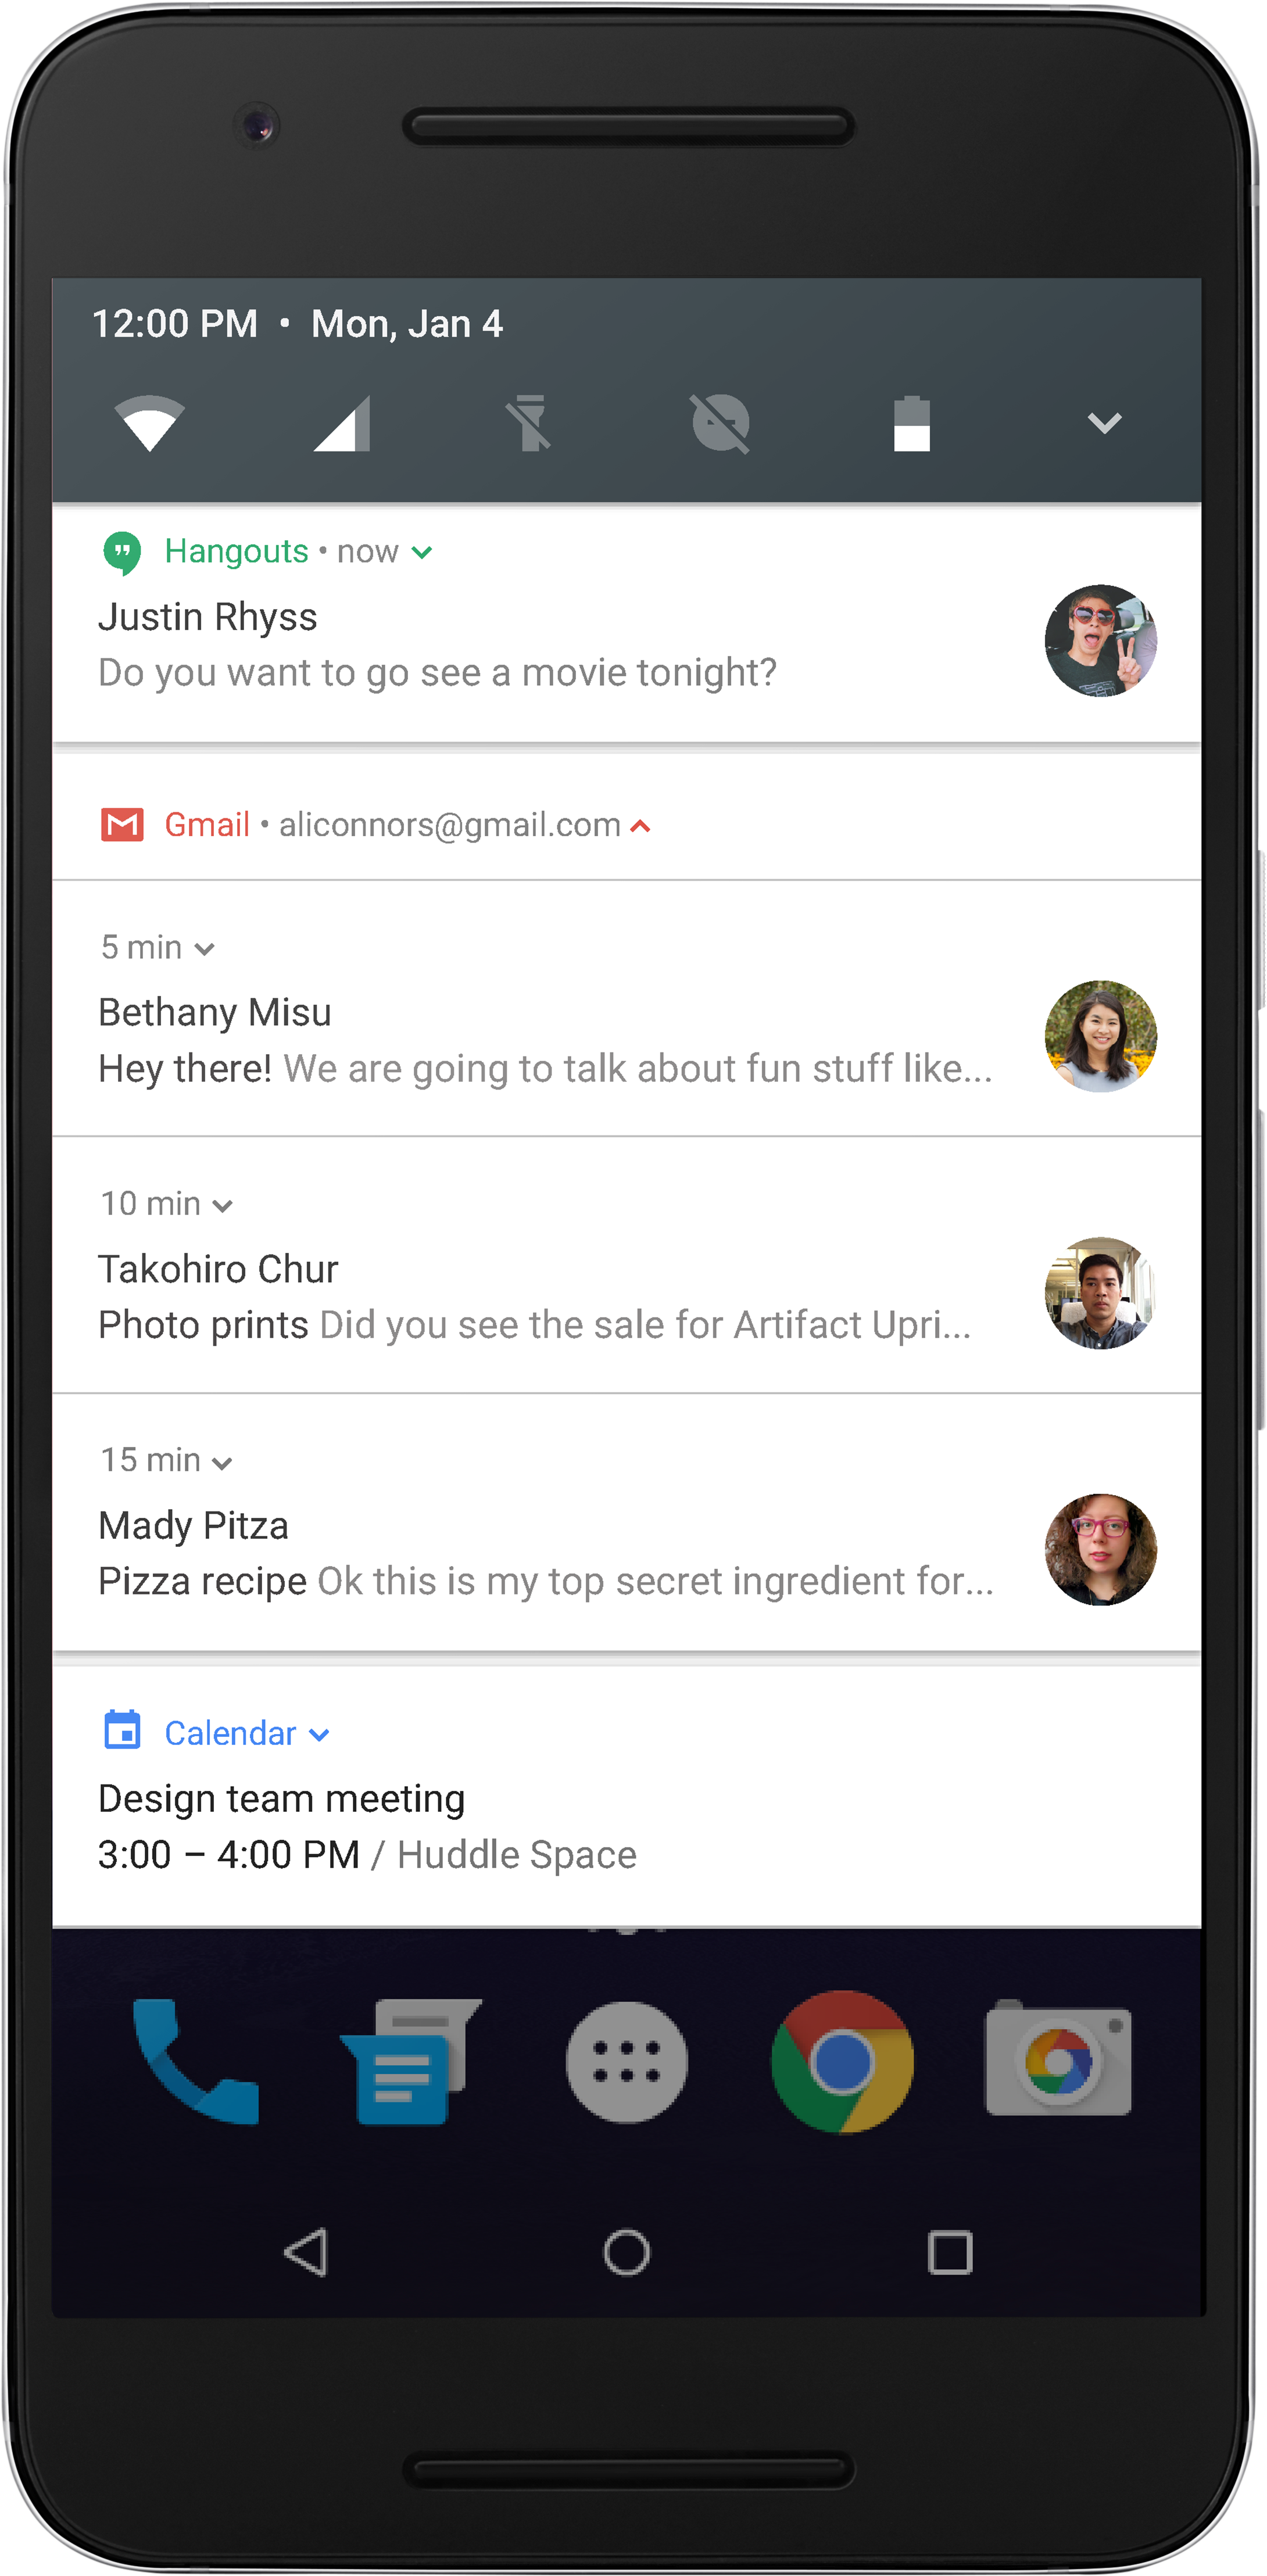 12:00 PM • Mon, Jan 4
Hangouts • now
Justin Rhyss
Do you want to go see a movie tonight?
Gmail • aliconnors@gmail.com
5 min
Bethany Misu
Hey there! We are going to talk about fun stuff like...
10 min
Takohiro Chur
Photo prints Did you see the sale for Artifact Upri...
15 min
Mady Pitza
Pizza recipe Ok this is my top secret ingredient for...
Calendar
Design team meeting
3:00 – 4:00 PM / Huddle Space